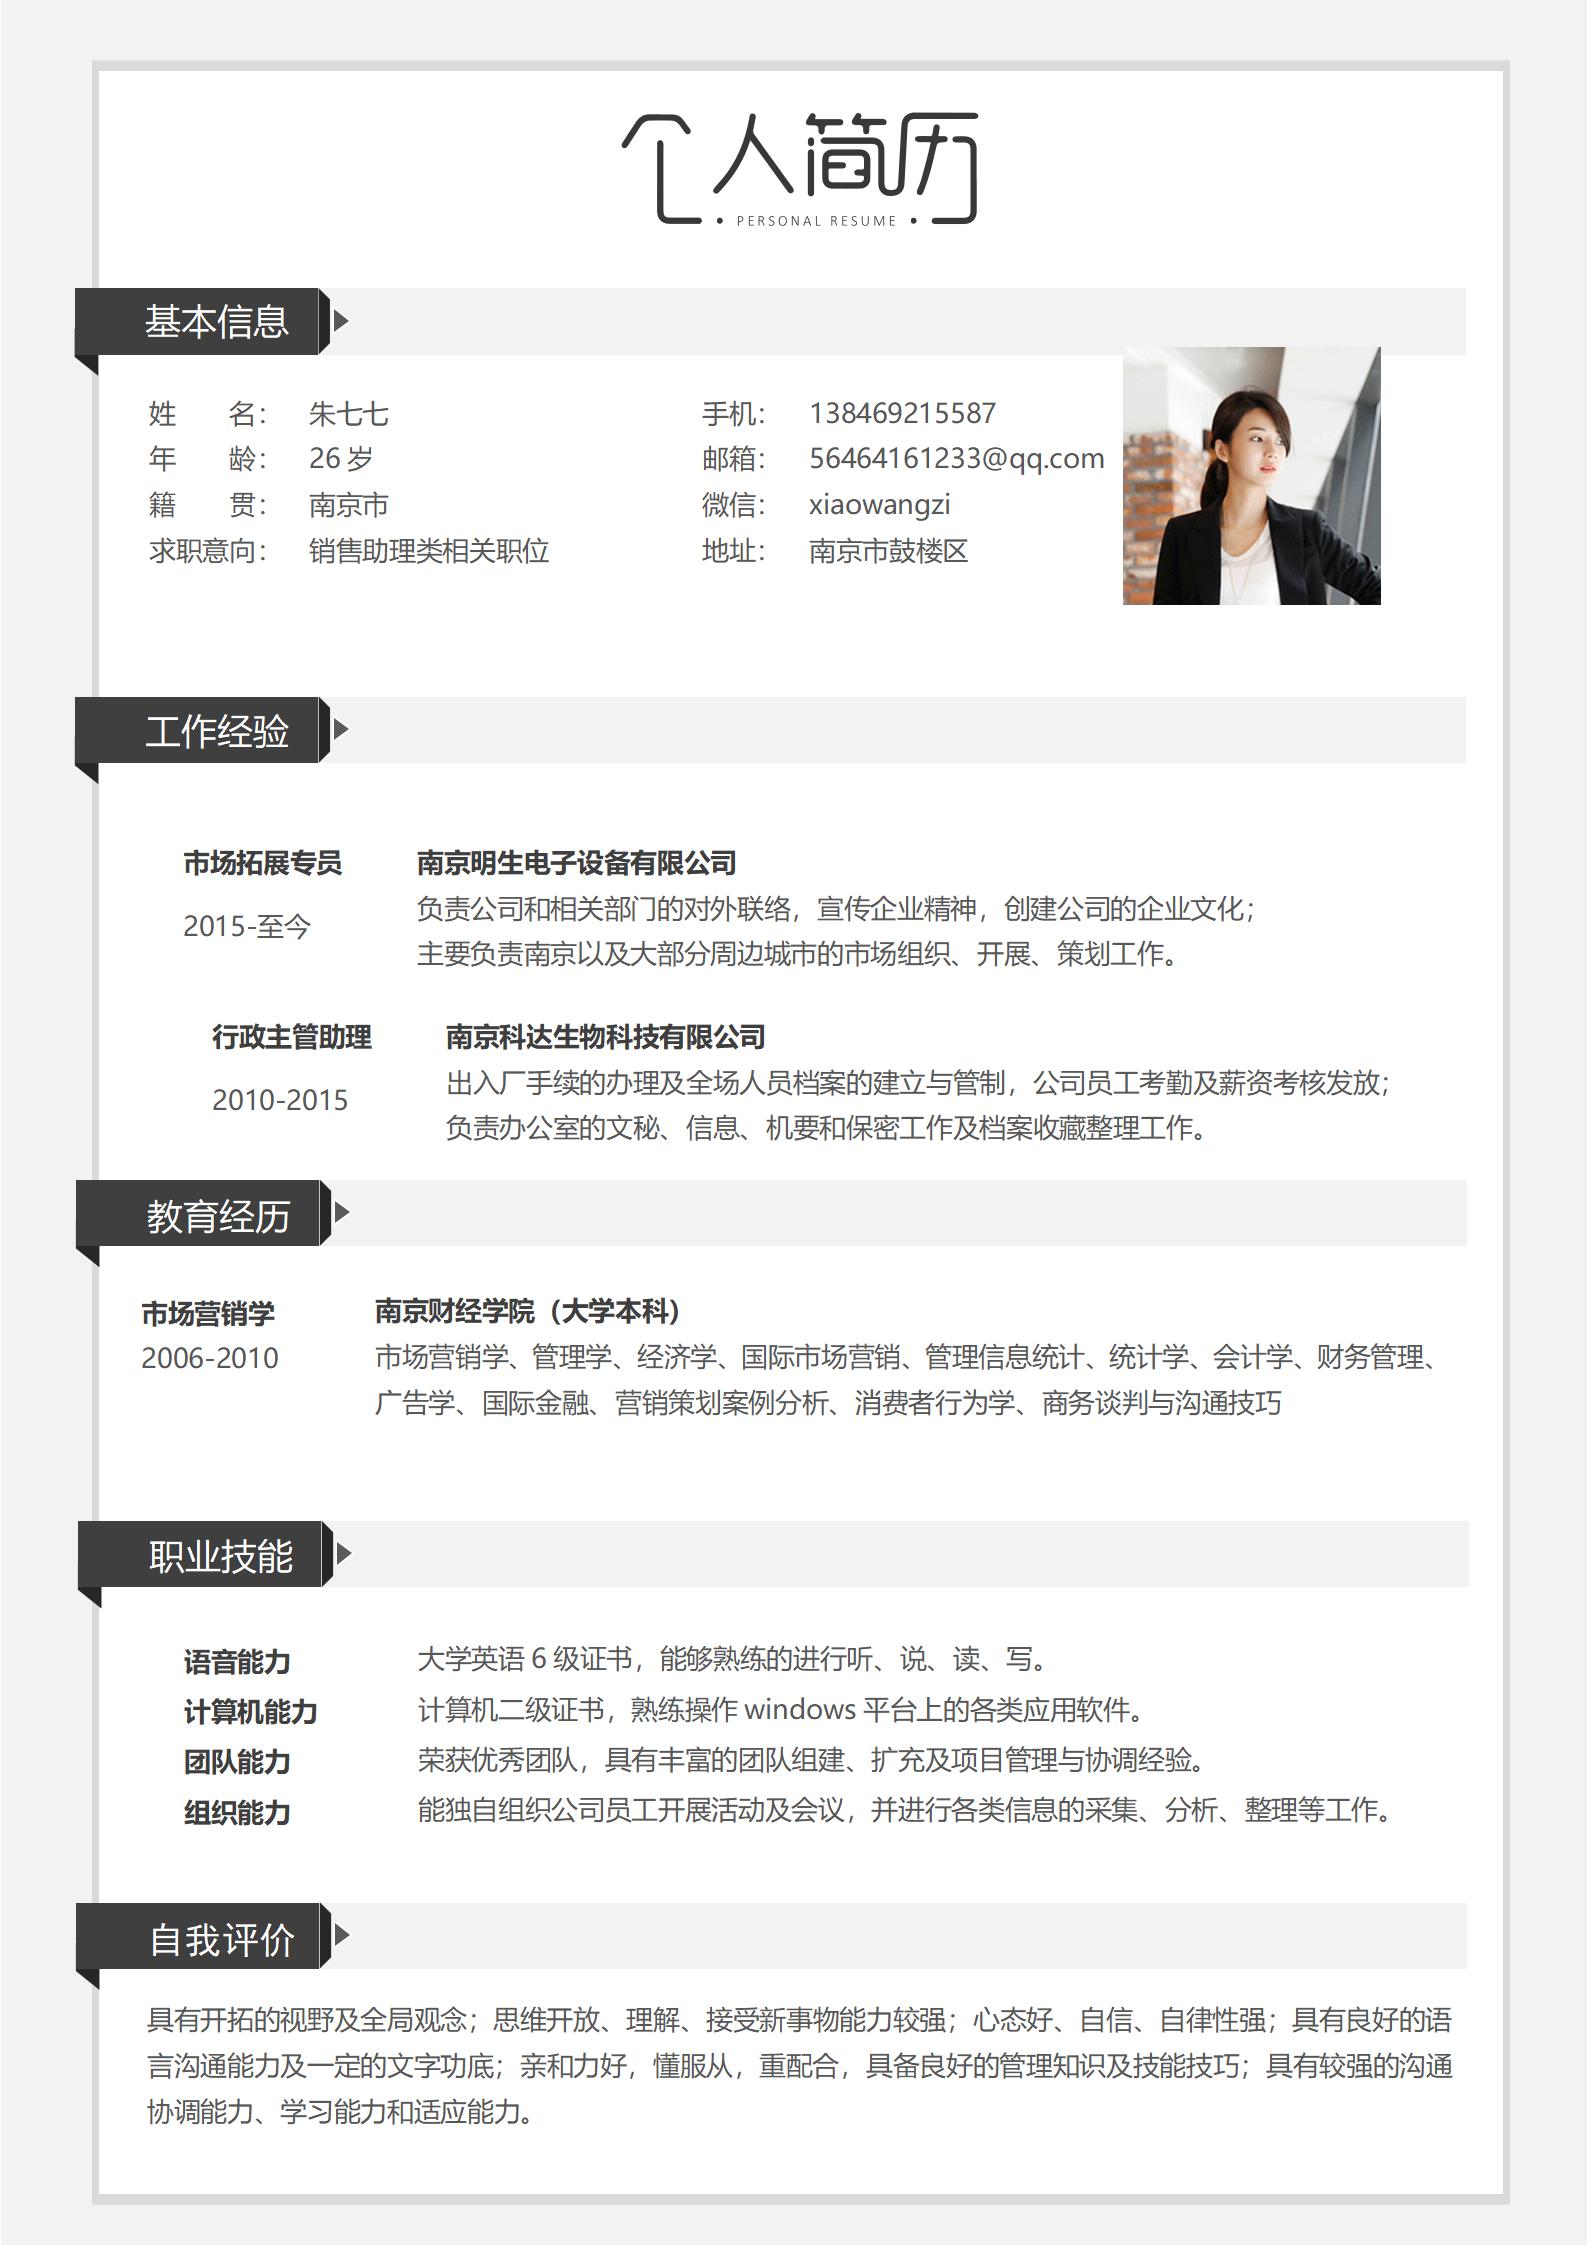 个人简历
PERSONAL RESUME
基本信息
姓 名： 朱七七 手机： 138469215587
年 龄： 26 岁 邮箱： 56464161233@qq.com
籍 贯： 南京市 微信： xiaowangzi
求职意向： 销售助理类相关职位 地址： 南京市鼓楼区
工作经验
市场拓展专员 南京明生电子设备有限公司
负责公司和相关部门的对外联络，宣传企业精神，创建公司的企业文化；
2015-至今
主要负责南京以及大部分周边城市的市场组织、开展、策划工作。
行政主管助理 南京科达生物科技有限公司
出入厂手续的办理及全场人员档案的建立与管制，公司员工考勤及薪资考核发放；
2010-2015
负责办公室的文秘、信息、机要和保密工作及档案收藏整理工作。
教育经历
市场营销学 南京财经学院（大学本科）
2006-2010 市场营销学、管理学、经济学、国际市场营销、管理信息统计、统计学、会计学、财务管理、
广告学、国际金融、营销策划案例分析、消费者行为学、商务谈判与沟通技巧
职业技能
语音能力 大学英语 6 级证书，能够熟练的进行听、说、读、写。
计算机能力 计算机二级证书，熟练操作 windows 平台上的各类应用软件。
团队能力 荣获优秀团队，具有丰富的团队组建、扩充及项目管理与协调经验。
组织能力 能独自组织公司员工开展活动及会议，并进行各类信息的采集、分析、整理等工作。
自我评价
具有开拓的视野及全局观念；思维开放、理解、接受新事物能力较强；心态好、自信、自律性强；具有良好的语
言沟通能力及一定的文字功底；亲和力好，懂服从，重配合，具备良好的管理知识及技能技巧；具有较强的沟通
协调能力、学习能力和适应能力。